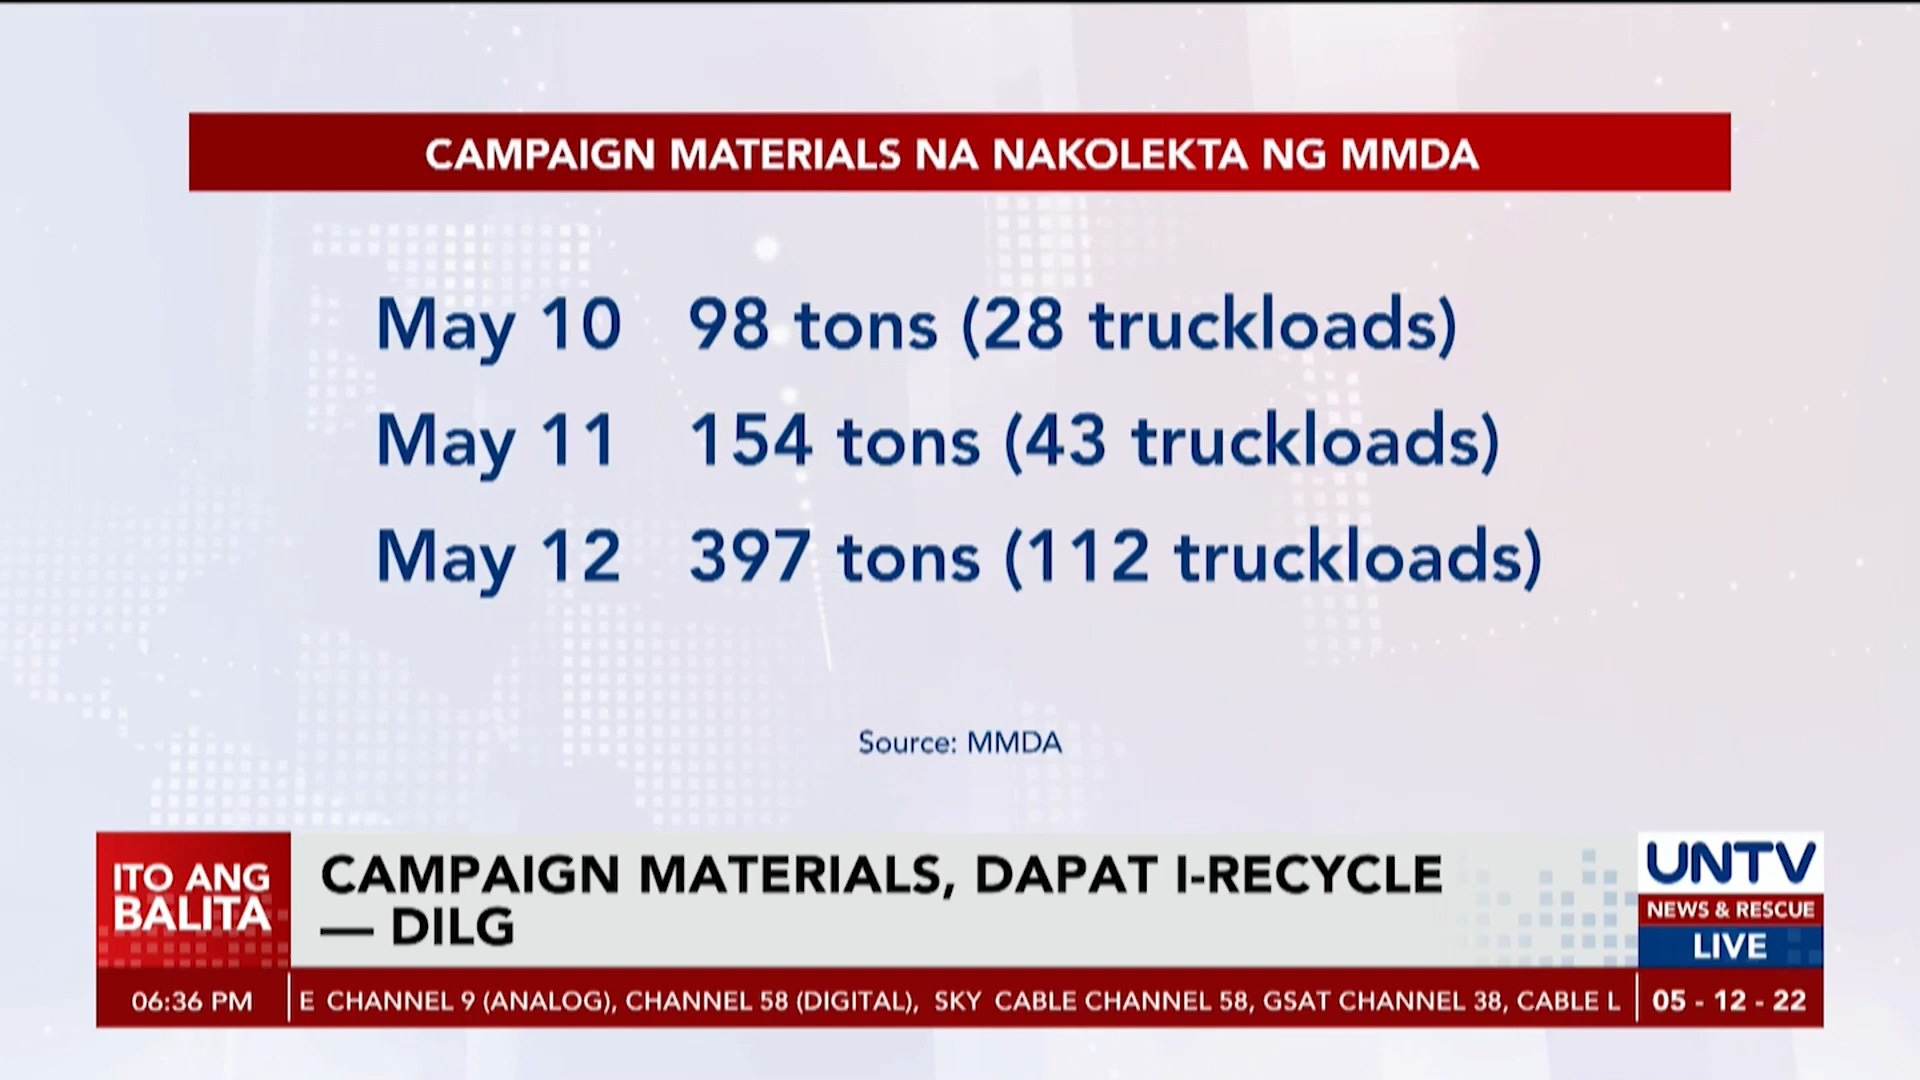 CAMPAIGN MATERIALS NA NAKOLEKTA NG MMDA
May 10 98 tons (28 truckloads)
May 11 154 tons (43 truckloads)
May 12 397 tons (112 truckloads)
Source: MMDA
ITO ANG
BALITA
CAMPAIGN MATERIALS, DAPAT I-RECYCLE
— DILG
UNTV
NEWS & RESCUE
LIVE
06:36 PM
E CHANNEL 9 (ANALOG), CHANNEL 58 (DIGITAL), SKY CABLE CHANNEL 58, GSAT CHANNEL 38, CABLE L
05 - 12 - 22